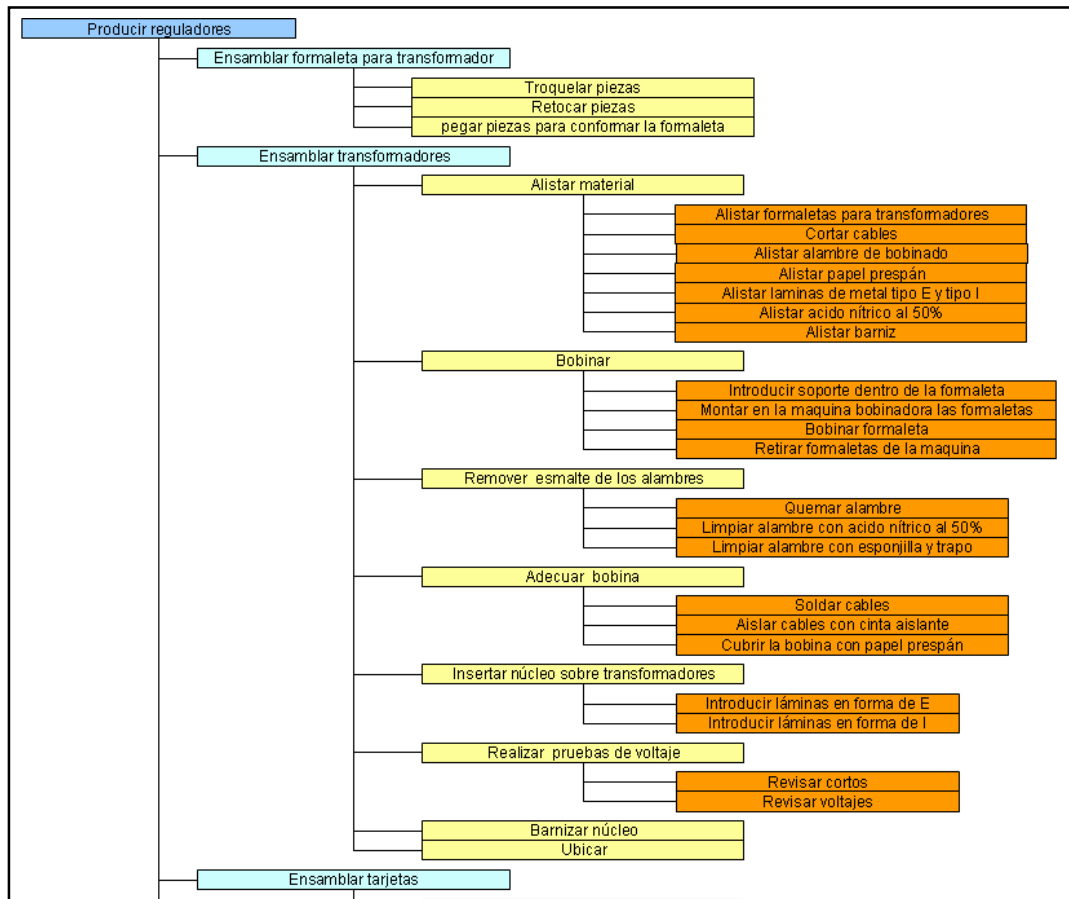 Producir reguladores
Ensamblar formaleta para transformador
Troquelar piezas
Retocar piezas
pegar piezas para conformar la formaleta
Ensamblar transformadores
Alistar material
Alistar formaletas para transformadores
Cortar cables
Alistar alambre de bobinado
Alistar papel prespán
Alistar laminas de metal tipo E y tipo I
Alistar acido nítrico al 50%
Alistar barniz
Bobinar
Introducir soporte dentro de la formaleta
Montar en la maquina bobinadora las formaletas
Bobinar formaleta
Retirar formaletas de la maquina
Remover esmalte de los alambres
Quemar alambre
Limpiar alambre con acido nítrico al 50%
Limpiar alambre con esponjilla y trapo
Adecuar bobina
Soldar cables
Aislar cables con cinta aislante
Cubrir la bobina con papel prespán
Insertar núcleo sobre transformadores
Introducir láminas en forma de E
Introducir láminas en forma de I
Realizar pruebas de voltaje
Revisar cortos
Revisar voltajes
Barnizar núcleo
Ubicar
Ensamblar tarjetas